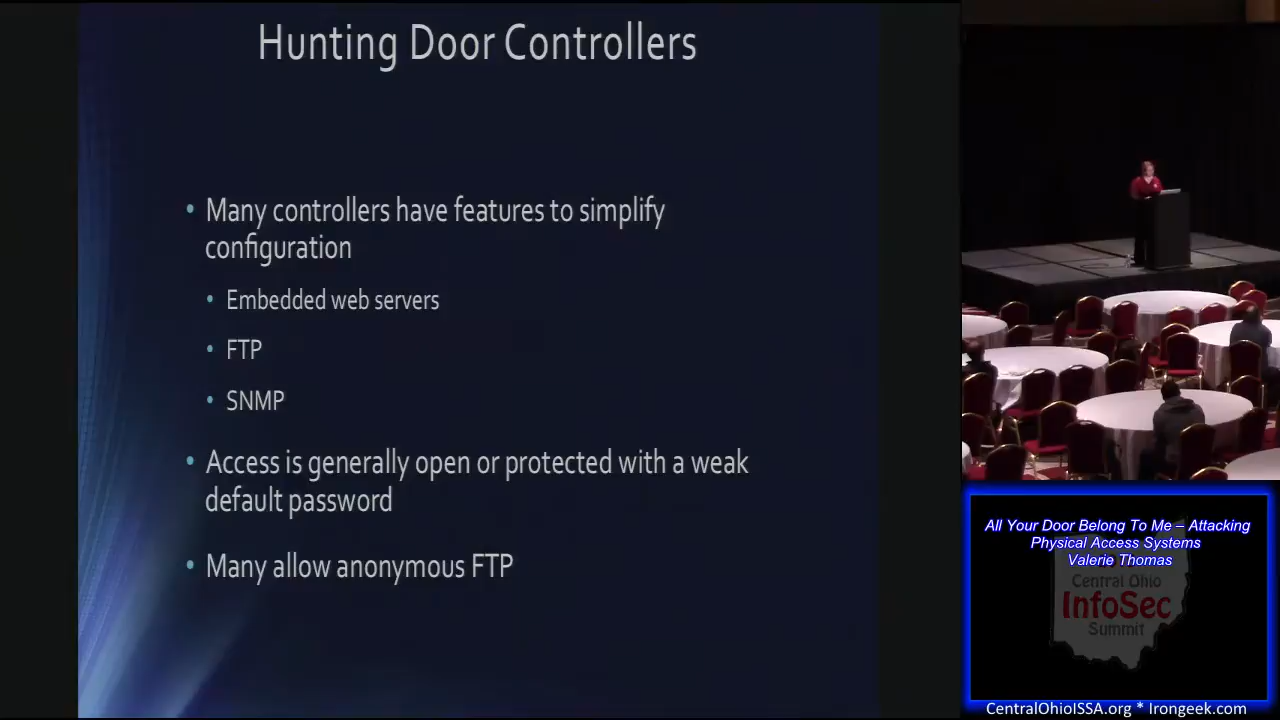 Hunting Door Controllers
• Many controllers have features to simplify
configuration
• Embedded web servers
• FTP
• SNMP
• Access is generally open or protected with a weak
default password
• Many allow anonymous FTP
All Your Door Belong To Me – Attacking
Physical Access Systems
Valerie Thomas
Central Ohio
InfoSec
Summit
CentralOhioISSA.org * Irongeek.com